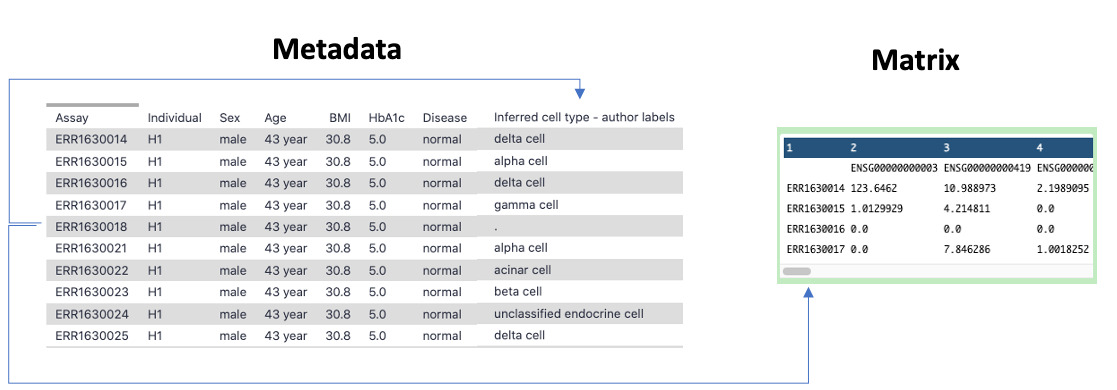 Metadata
Matrix
Assay Individual Sex Age BMI HbA1c Disease Inferred cell type - author labels
ERR1630014 H1 male 43 year 30.8 5.0 normal delta cell
ERR1630015 H1 male 43 year 30.8 5.0 normal alpha cell
ERR1630016 H1 male 43 year 30.8 5.0 normal delta cell
ERR1630017 H1 male 43 year 30.8 5.0 normal gamma cell
ERR1630018 H1 male 43 year 30.8 5.0 normal .
ERR1630021 H1 male 43 year 30.8 5.0 normal alpha cell
ERR1630022 H1 male 43 year 30.8 5.0 normal acinar cell
ERR1630023 H1 male 43 year 30.8 5.0 normal beta cell
ERR1630024 H1 male 43 year 30.8 5.0 normal unclassified endocrine cell
ERR1630025 H1 male 43 year 30.8 5.0 normal delta cell
1 2 3 4
ENSG00000000003 ENSG00000000419 ENSG0000000
ERR1630014 123.6462 10.988973 2.1989095
ERR1630015 1.0129929 4.214811 0.0
ERR1630016 0.0 0.0 0.0
ERR1630017 0.0 7.846286 1.0018252